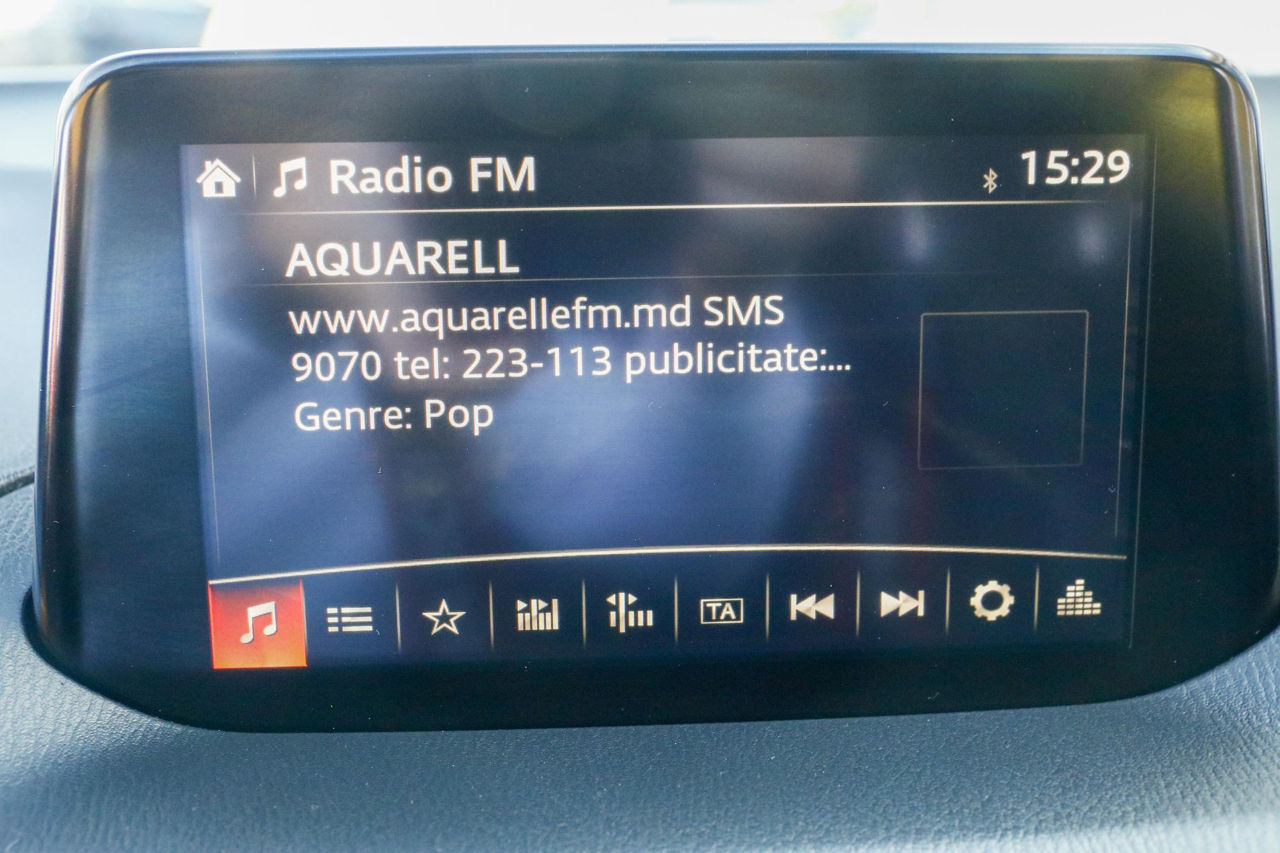 Radio FM 15:29
AQUARELL
www.aquarellefm.md SMS
9070 tel: 223-113 publicitate:...
Genre: Pop
TA